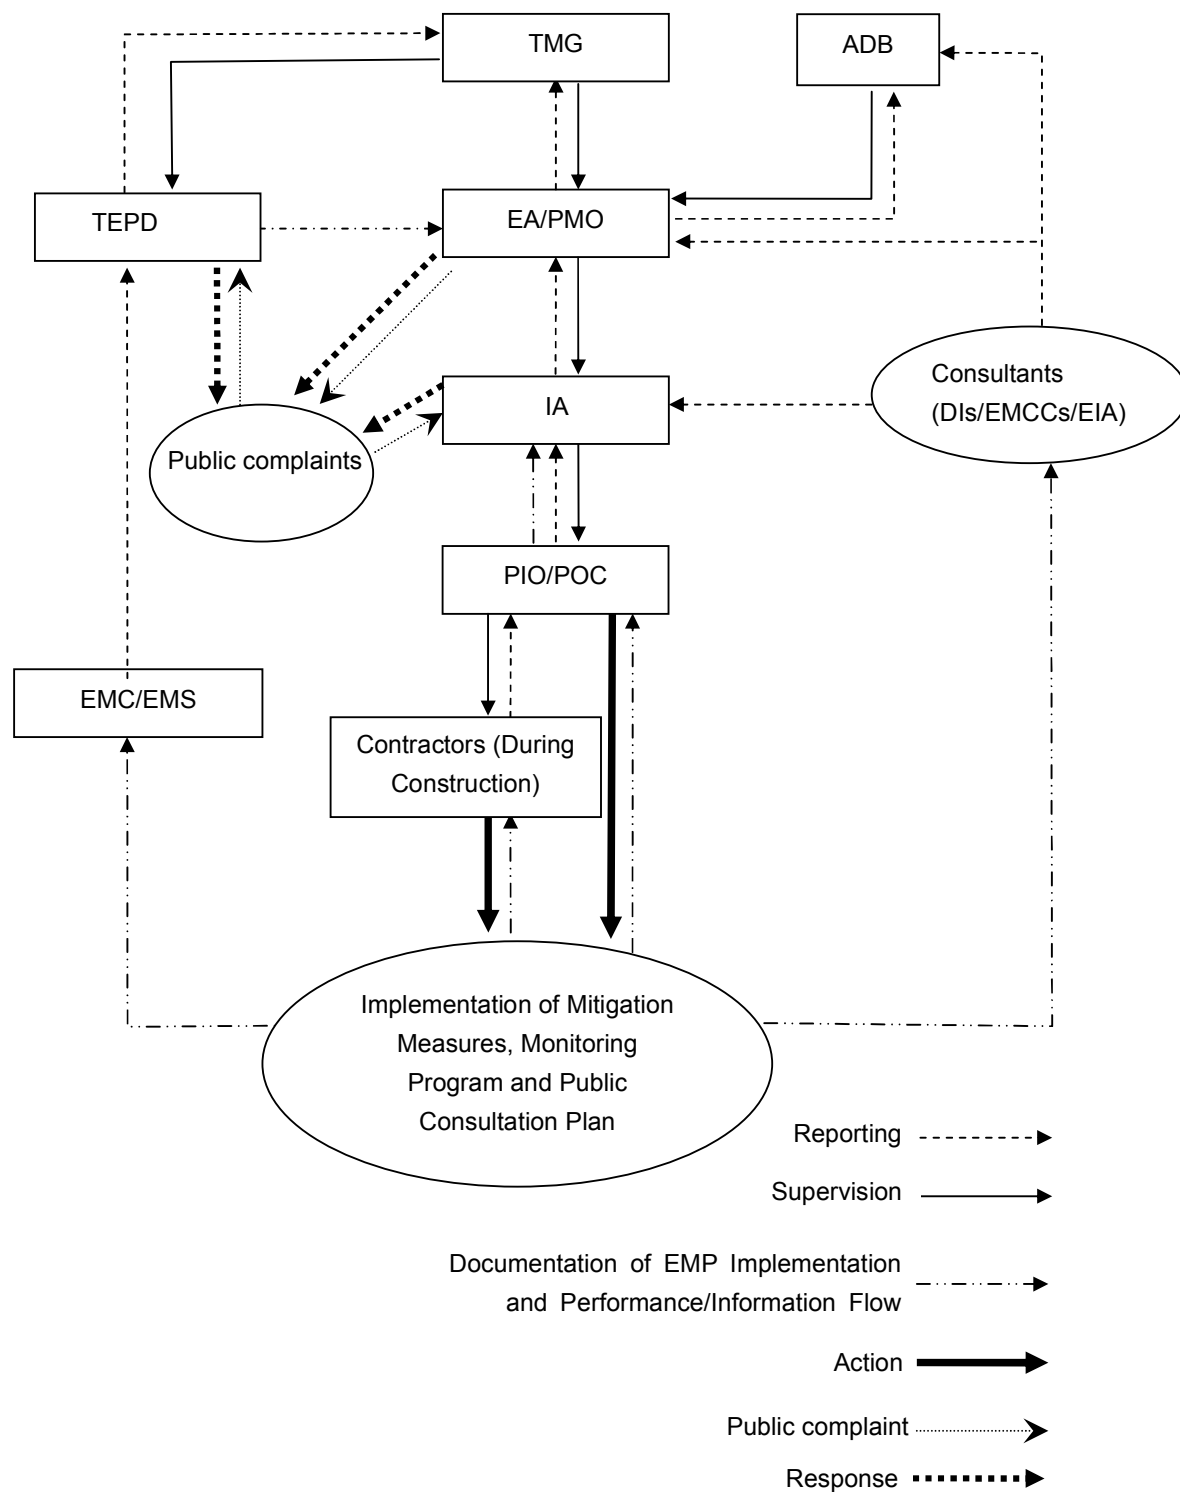 TMG
ADB
TEPD
EA/PMO
Consultants
(DIs/EMCCs/EIA)
IA
Public complaints
PIO/POC
EMC/EMS
Contractors (During
Construction)
Implementation of Mitigation
Measures, Monitoring
Program and Public
Consultation Plan
Reporting
Supervision
Documentation of EMP Implementation
and Performance/Information Flow
Action
Public complaint
Response